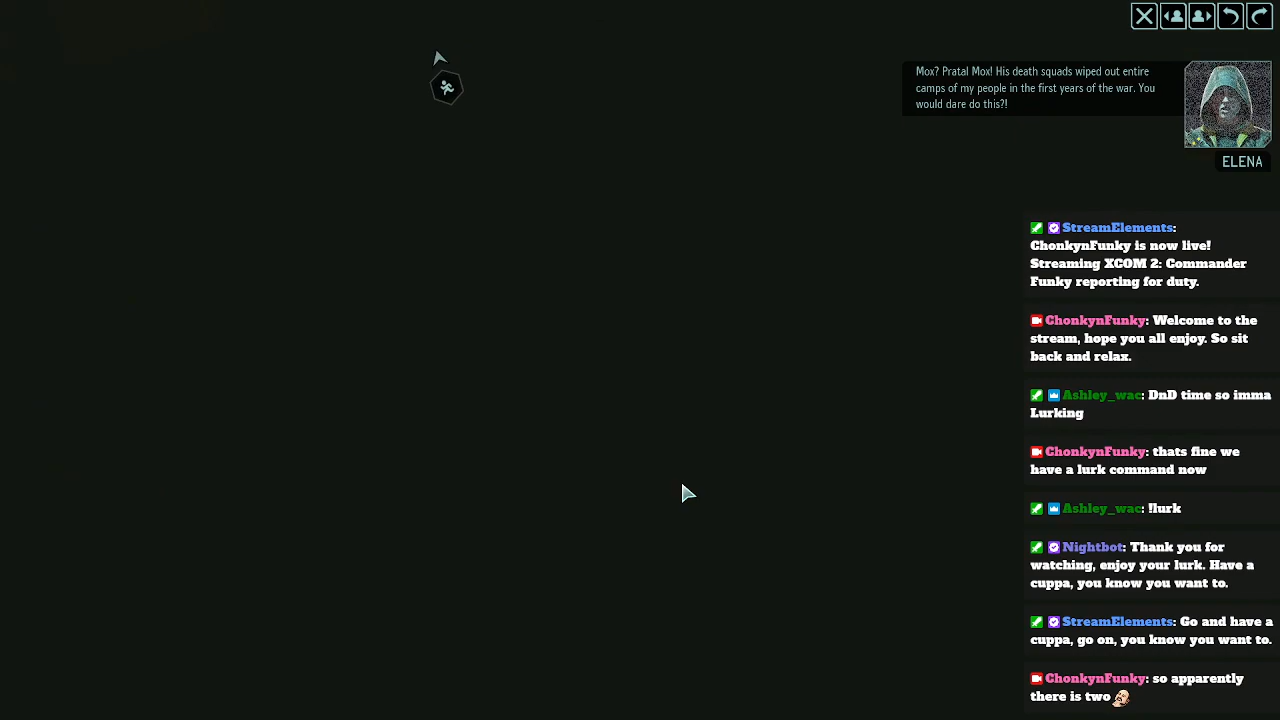 Mox? Pratal Mox! His death squads wiped out entire
camps of my people in the first years of the war. You
would dare do this?!
ELENA
StreamElements:
ChonkynFunky is now live!
Streaming XCOM 2: Commander
Funky reporting for duty.
ChonkynFunky: Welcome to the
stream, hope you all enjoy. So sit
back and relax.
Ashley_wac: DnD time so imma
Lurking
ChonkynFunky: thats fine we
have a lurk command now
Ashley_wac: !lurk
Nightbot: Thank you for
watching, enjoy your lurk. Have a
cuppa, you know you want to.
StreamElements: Go and have a
cuppa, go on, you know you want to.
ChonkynFunky: so apparently
there is two